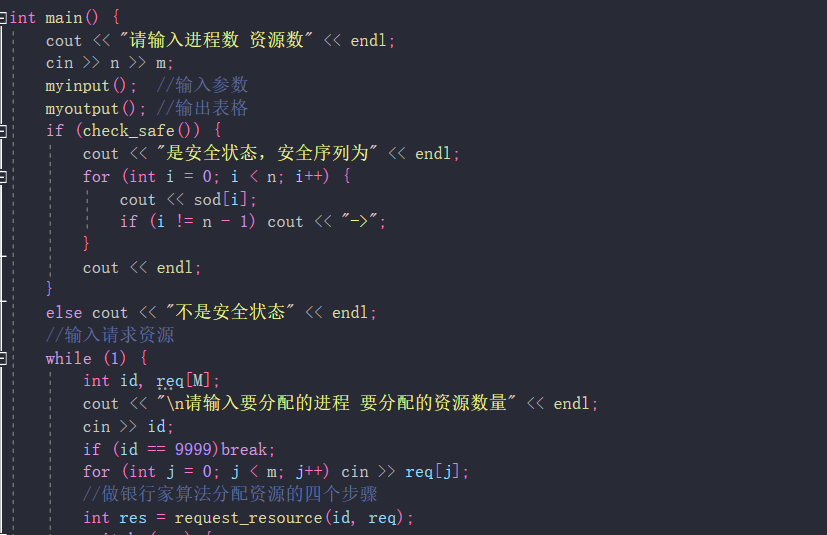 int main() {
cout << "请输入进程数 资源数" << endl;
cin >> n >> m;
myinput();  //输入参数
myoutput(); //输出表格
if (check_safe()) {
cout << "是安全状态，安全序列为" << endl;
for (int i = 0; i < n; i++) {
cout << sod[i];
if (i != n - 1) cout << "->";
}
cout << endl;
}
else cout << "不是安全状态" << endl;
//输入请求资源
while (1) {
int id, req[M];
cout << "\n请输入要分配的进程 要分配的资源数量" << endl;
cin >> id;
if (id == 9999)break;
for (int j = 0; j < m; j++) cin >> req[j];
//做银行家算法分配资源的四个步骤
int res = request_resource(id, req);